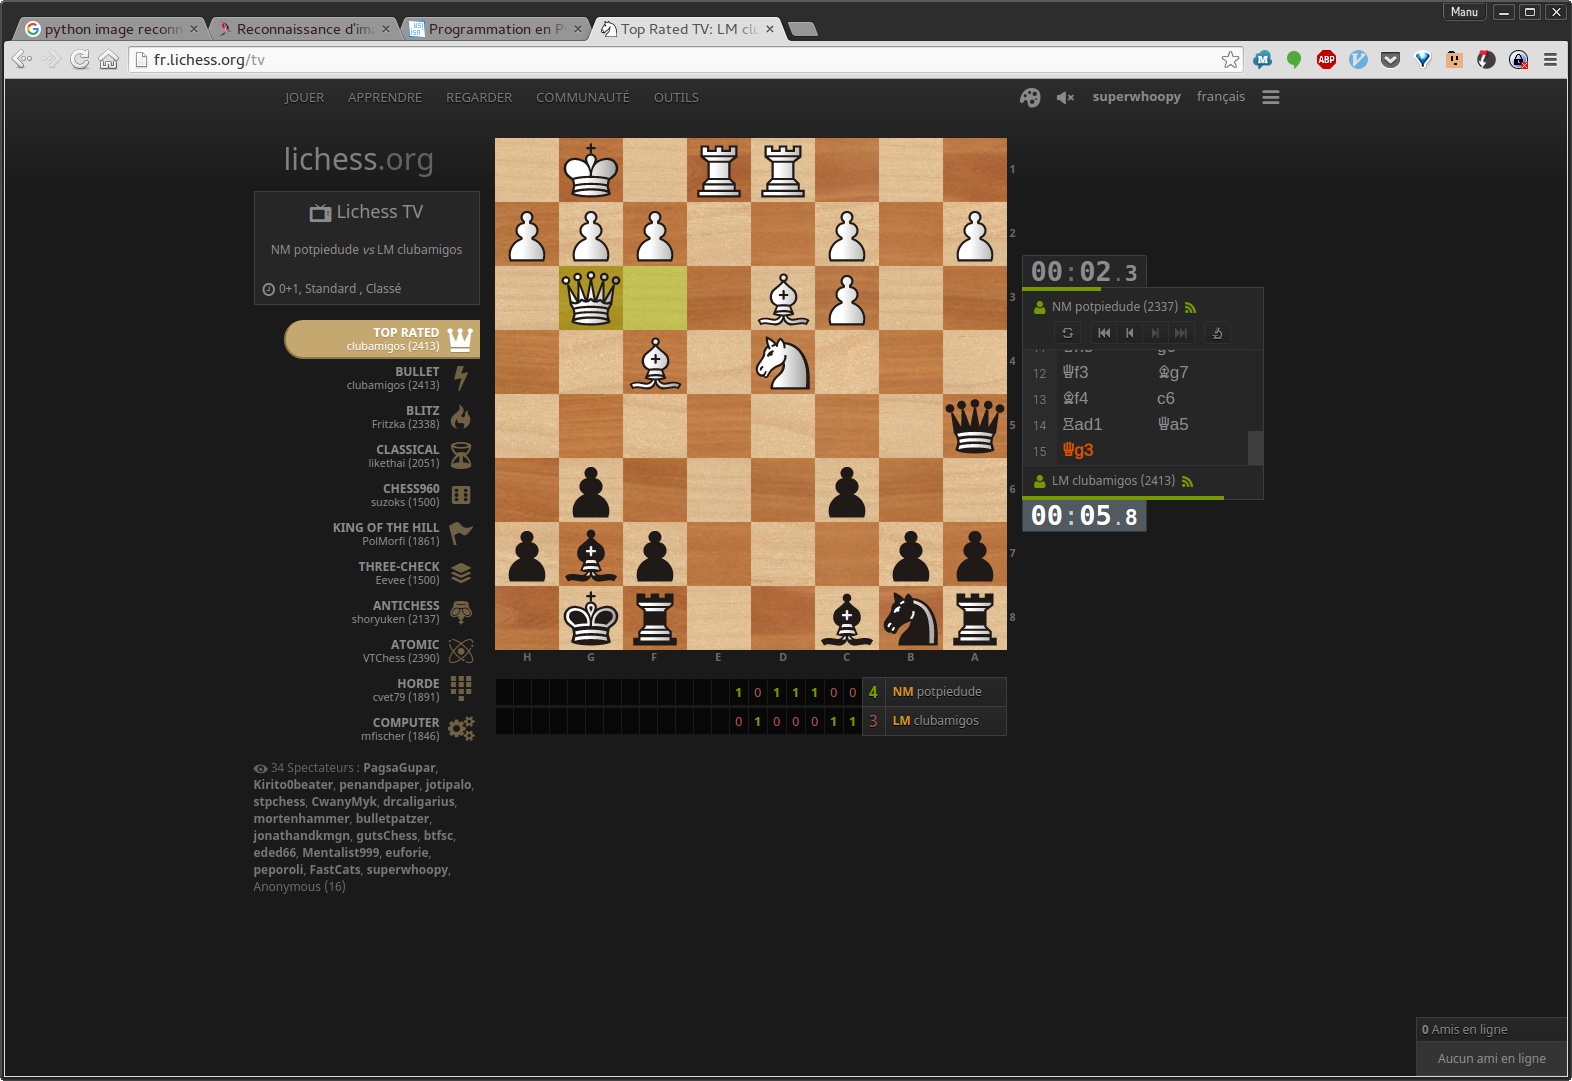 Manu
python image reconn
Reconnaissance d'im
Programmation en P
Top Rated TV: LM cl
fr.lichess.org/tv
JOUER APPRENDRE REGARDER COMMUNAUTÉ OUTILS
superwhoopy français
lichess.org
Lichess TV
NM potpiedude vs LM clubamigos
0+1, Standard , Classé
TOP RATED
clubamigos (2413)
BULLET
clubamigos (2413)
BLITZ
Fritzka (2338)
CLASSICAL
likethai (2051)
CHESS960
suzoks (1500)
KING OF THE HILL
PolMorfi (1861)
THREE-CHECK
Eevee (1500)
ANTICHESS
shoryuken (2137)
ATOMIC
VTChess (2390)
HORDE
cvet79 (1891)
COMPUTER
mfischer (1846)
34 Spectateurs : PagsaGupar,
Kirito0beater, penandpaper, jotipalo,
stpchess, CwanyMyk, drcaligarius,
mortenhammer, bulletpatzer,
jonathandkmgn, gutsChess, btfsc,
eded66, Mentalist999, euforie,
peporoli, FastCats, superwhoopy,
Anonymous (16)
1
2
3
4
5
6
7
8
H G F E D C B A
1 0 1 1 1 0 0 4 NM potpiedude
0 1 0 0 0 1 1 3 LM clubamigos
00:02.3
NM potpiedude (2337)
12 ♕f3 ♗g7
13 ♗f4 c6
14 ♖ad1 ♕a5
15 ♕g3
LM clubamigos (2413)
00:05.8
0 Amis en ligne
Aucun ami en ligne